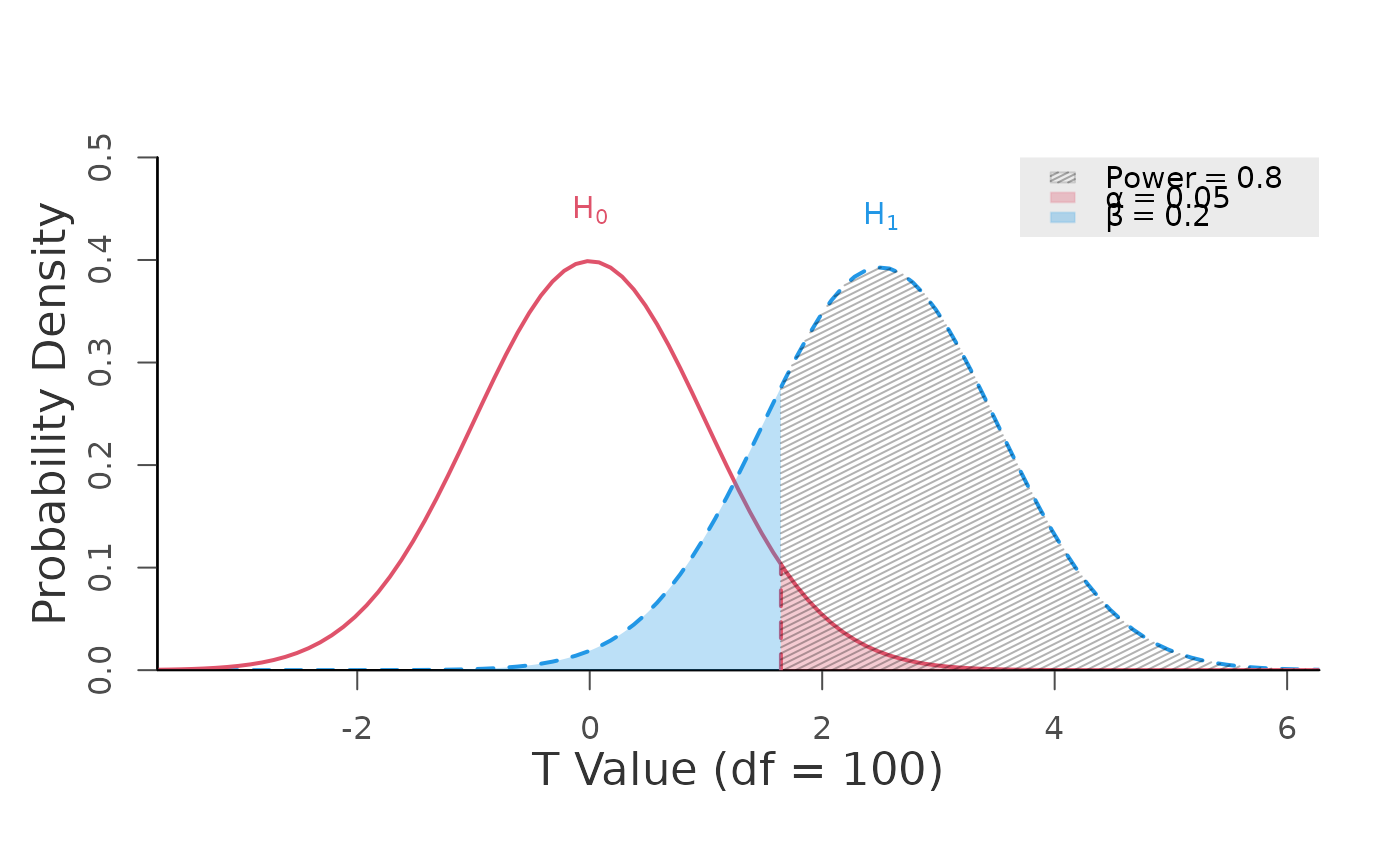 H0
H1
Power = 0.8
α = 0.05
β = 0.2
Probability Density
0.5
0.4
0.3
0.2
0.1
0.0
-2 0 2 4 6
T Value (df = 100)